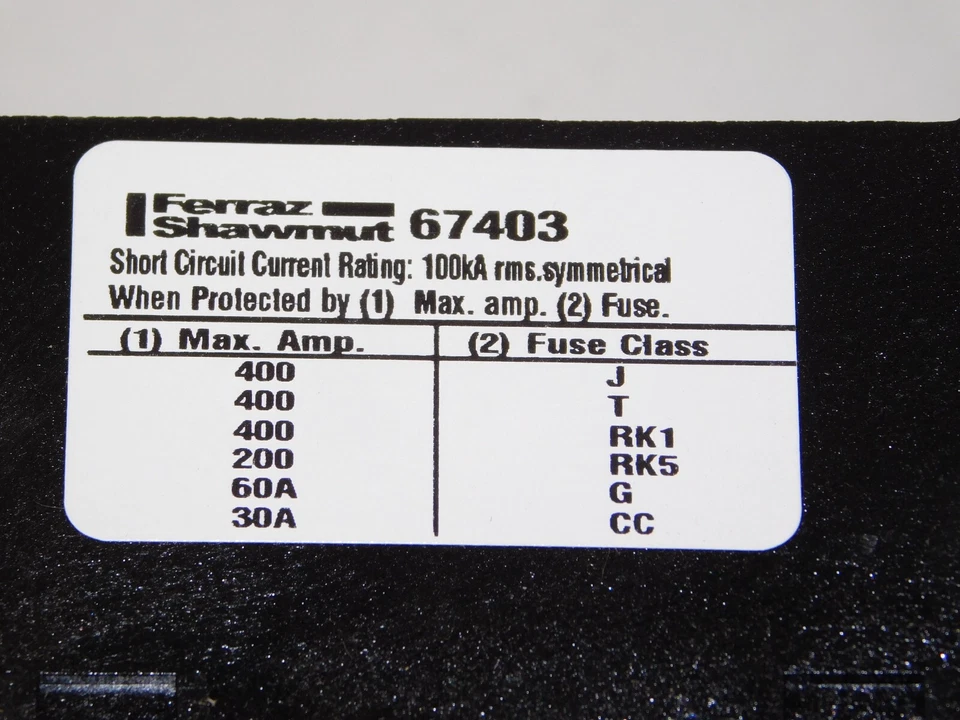 Ferraz
Shawmut 67403
Short Circuit Current Rating: 100kA rms.symmetrical
When Protected by (1) Max. amp. (2) Fuse.
(1) Max. Amp. (2) Fuse Class
400 J
400 T
400 RK1
200 RK5
60A G
30A CC